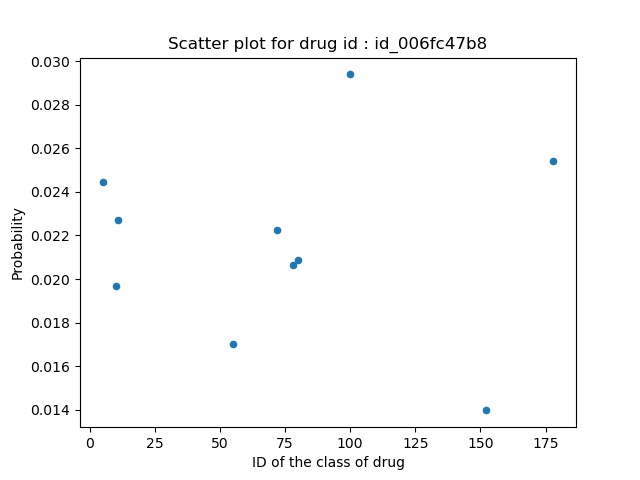 Scatter plot for drug id : id_006fc47b8
0.030
0.028
0.026
0.024
0.022
0.020
0.018
0.016
0.014
Probability
0 25 50 75 100 125 150 175
ID of the class of drug